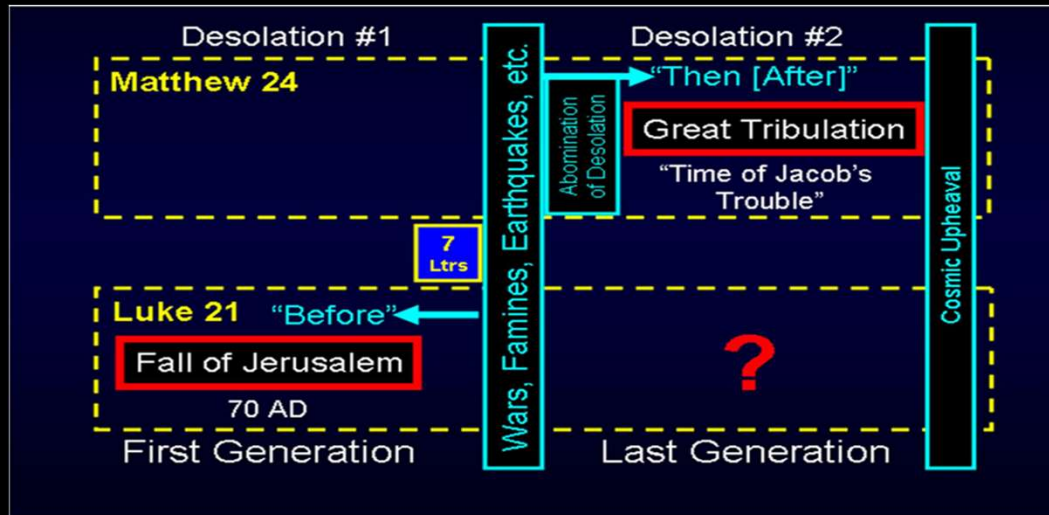 Desolation #1
Desolation #2
Matthew 24
Wars, Famines, Earthquakes, etc.
"Then [After]"
Abomination
of Desolation
Great Tribulation
"Time of Jacob's
Trouble"
Cosmic Upheaval
7
Ltrs
Luke 21
"Before"
Fall of Jerusalem
70 AD
?
First Generation
Last Generation